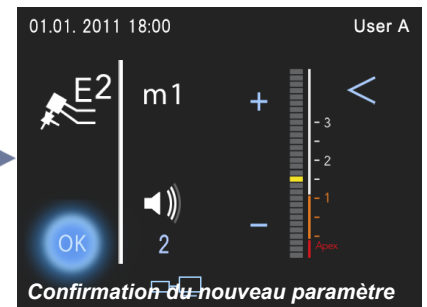 01.01. 2011 18:00 User A
E2 m1 + <
3
2
1
OK 2 − Apex
Confirmation du nouveau paramètre